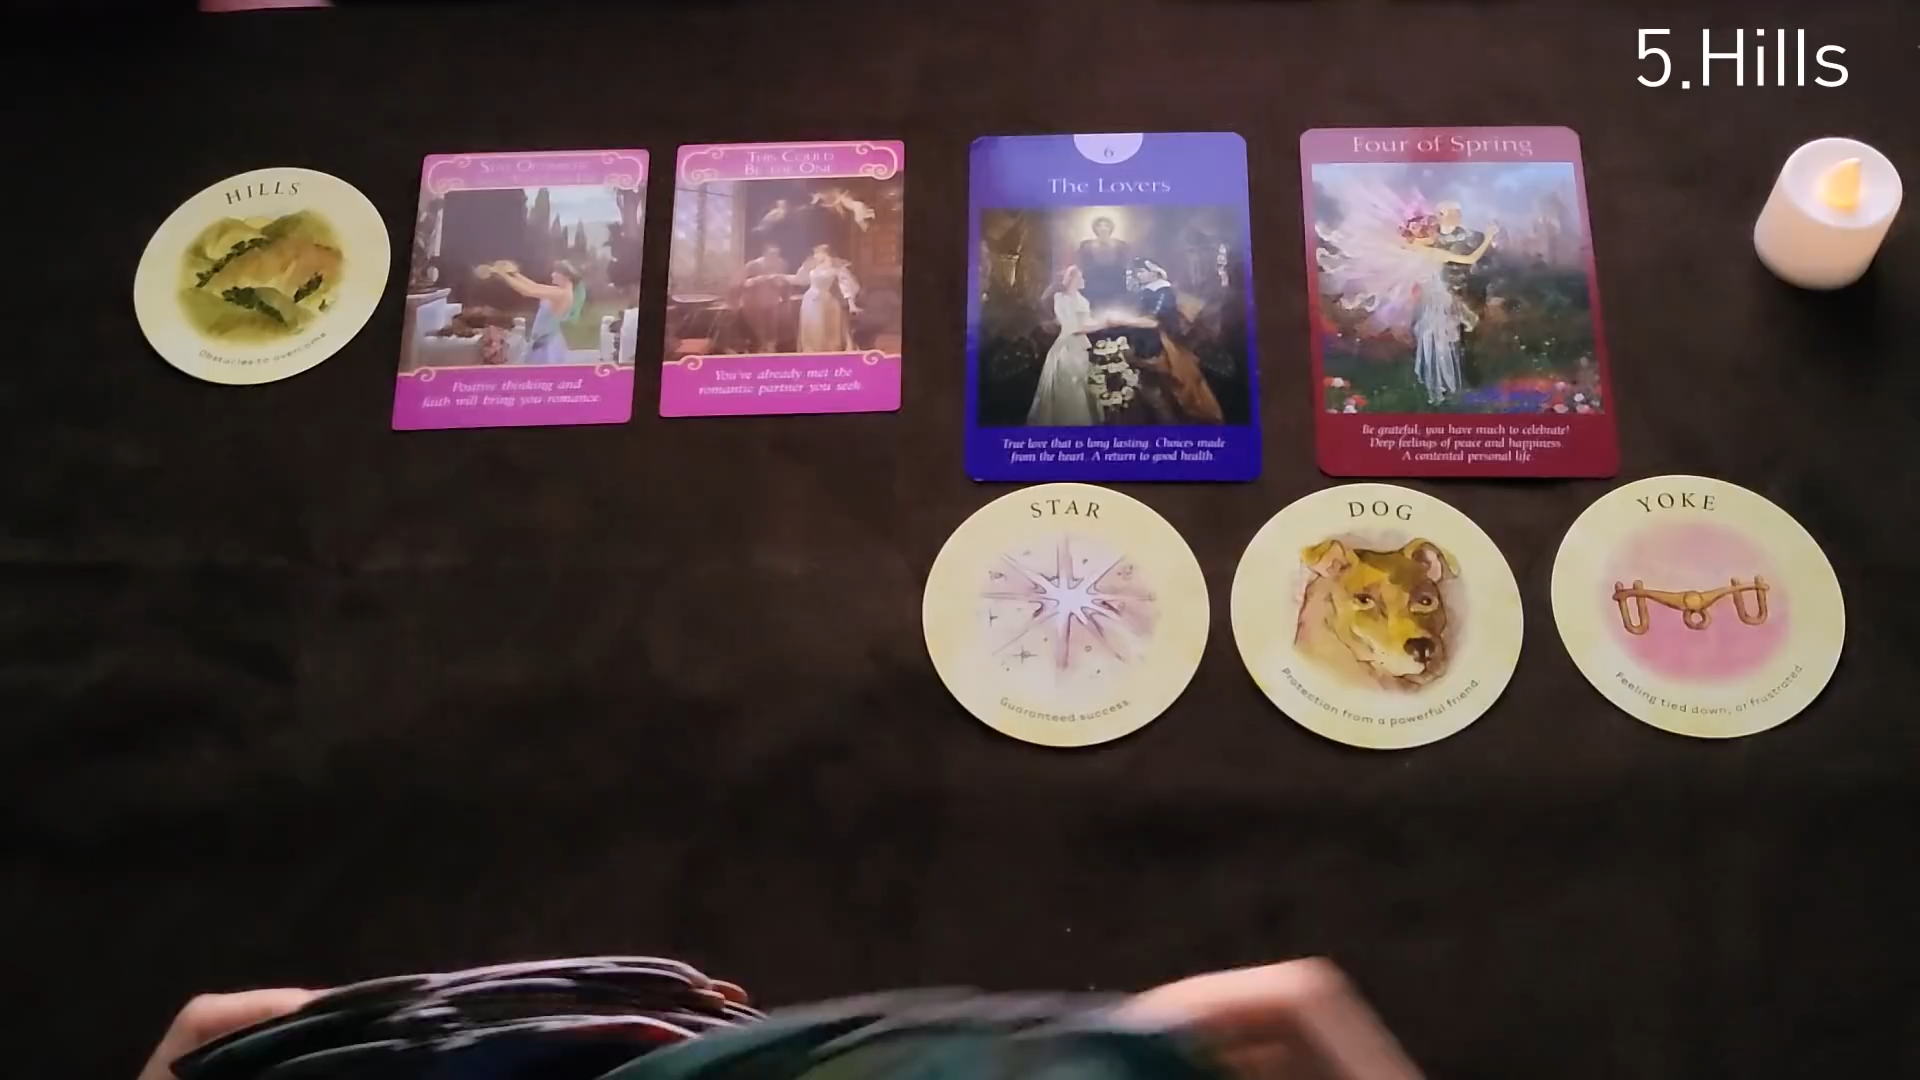 5.Hills
HILLS
Obstacles to overcome
STAY OPTIMISTIC
Positive thinking and
faith will bring you romance.
THIS COULD
BE THE ONE
You've already met the
romantic partner you seek.
6
The Lovers
True love that is long lasting. Choices made
from the heart. A return to good health.
Four of Spring
Be grateful, you have much to celebrate!
Deep feelings of peace and happiness.
A contented personal life.
STAR
Guaranteed success.
DOG
Protection from a powerful friend.
YOKE
Feeling tied down, or frustrated.